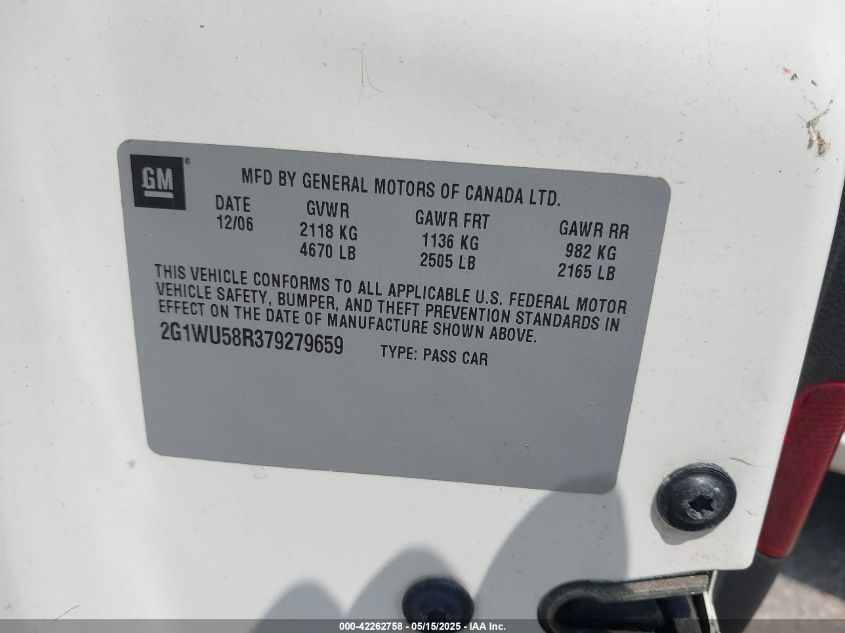 GM ®
MFD BY GENERAL MOTORS OF CANADA LTD.
DATE GVWR GAWR FRT GAWR RR
12/06 2118 KG 1136 KG 982 KG
4670 LB 2505 LB 2165 LB
THIS VEHICLE CONFORMS TO ALL APPLICABLE U.S. FEDERAL MOTOR
VEHICLE SAFETY, BUMPER, AND THEFT PREVENTION STANDARDS IN
EFFECT ON THE DATE OF MANUFACTURE SHOWN ABOVE.
2G1WU58R379279659 TYPE: PASS CAR
000-42262758 - 05/15/2025 - IAA Inc.